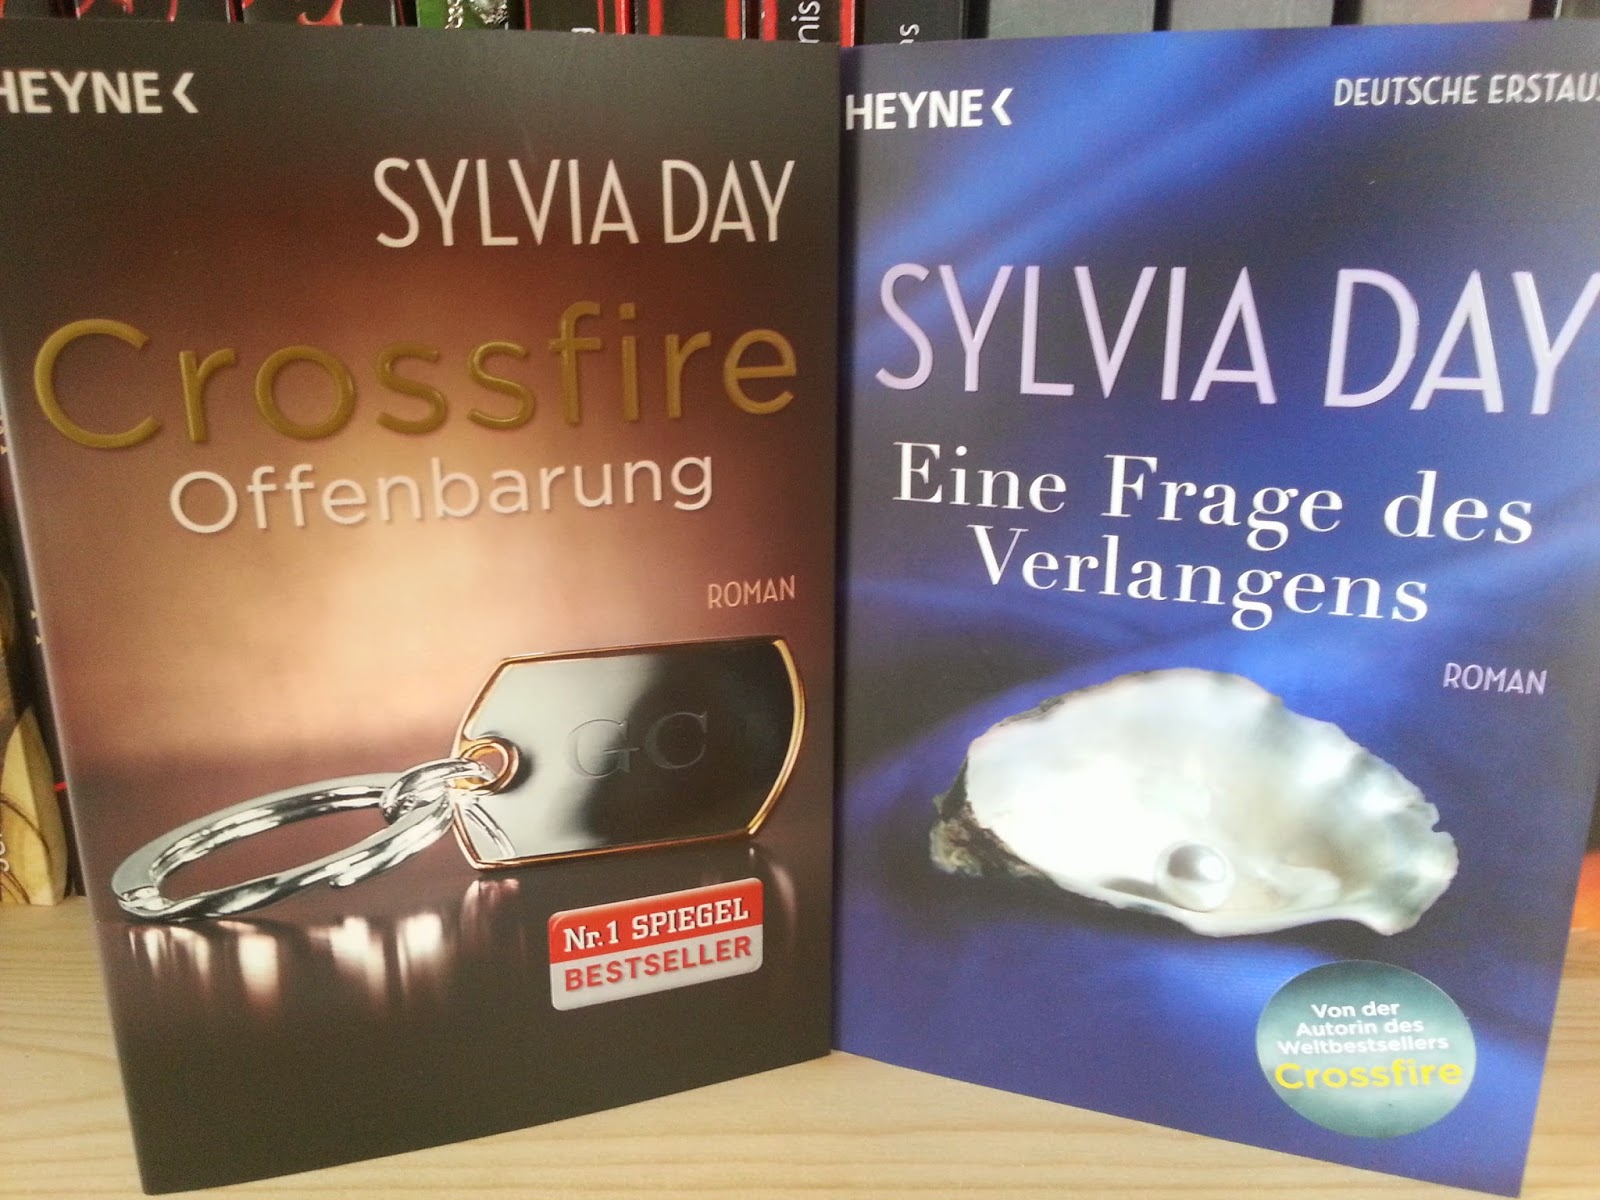 HEYNE
SYLVIA DAY
Crossfire
Offenbarung
ROMAN
GC
Nr. 1 SPIEGEL
BESTSELLER
HEYNE
DEUTSCHE ERSTAUS
SYLVIA DAY
Eine Frage des
Verlangens
ROMAN
Von der
Autorin des
Weltbestsellers
Crossfire